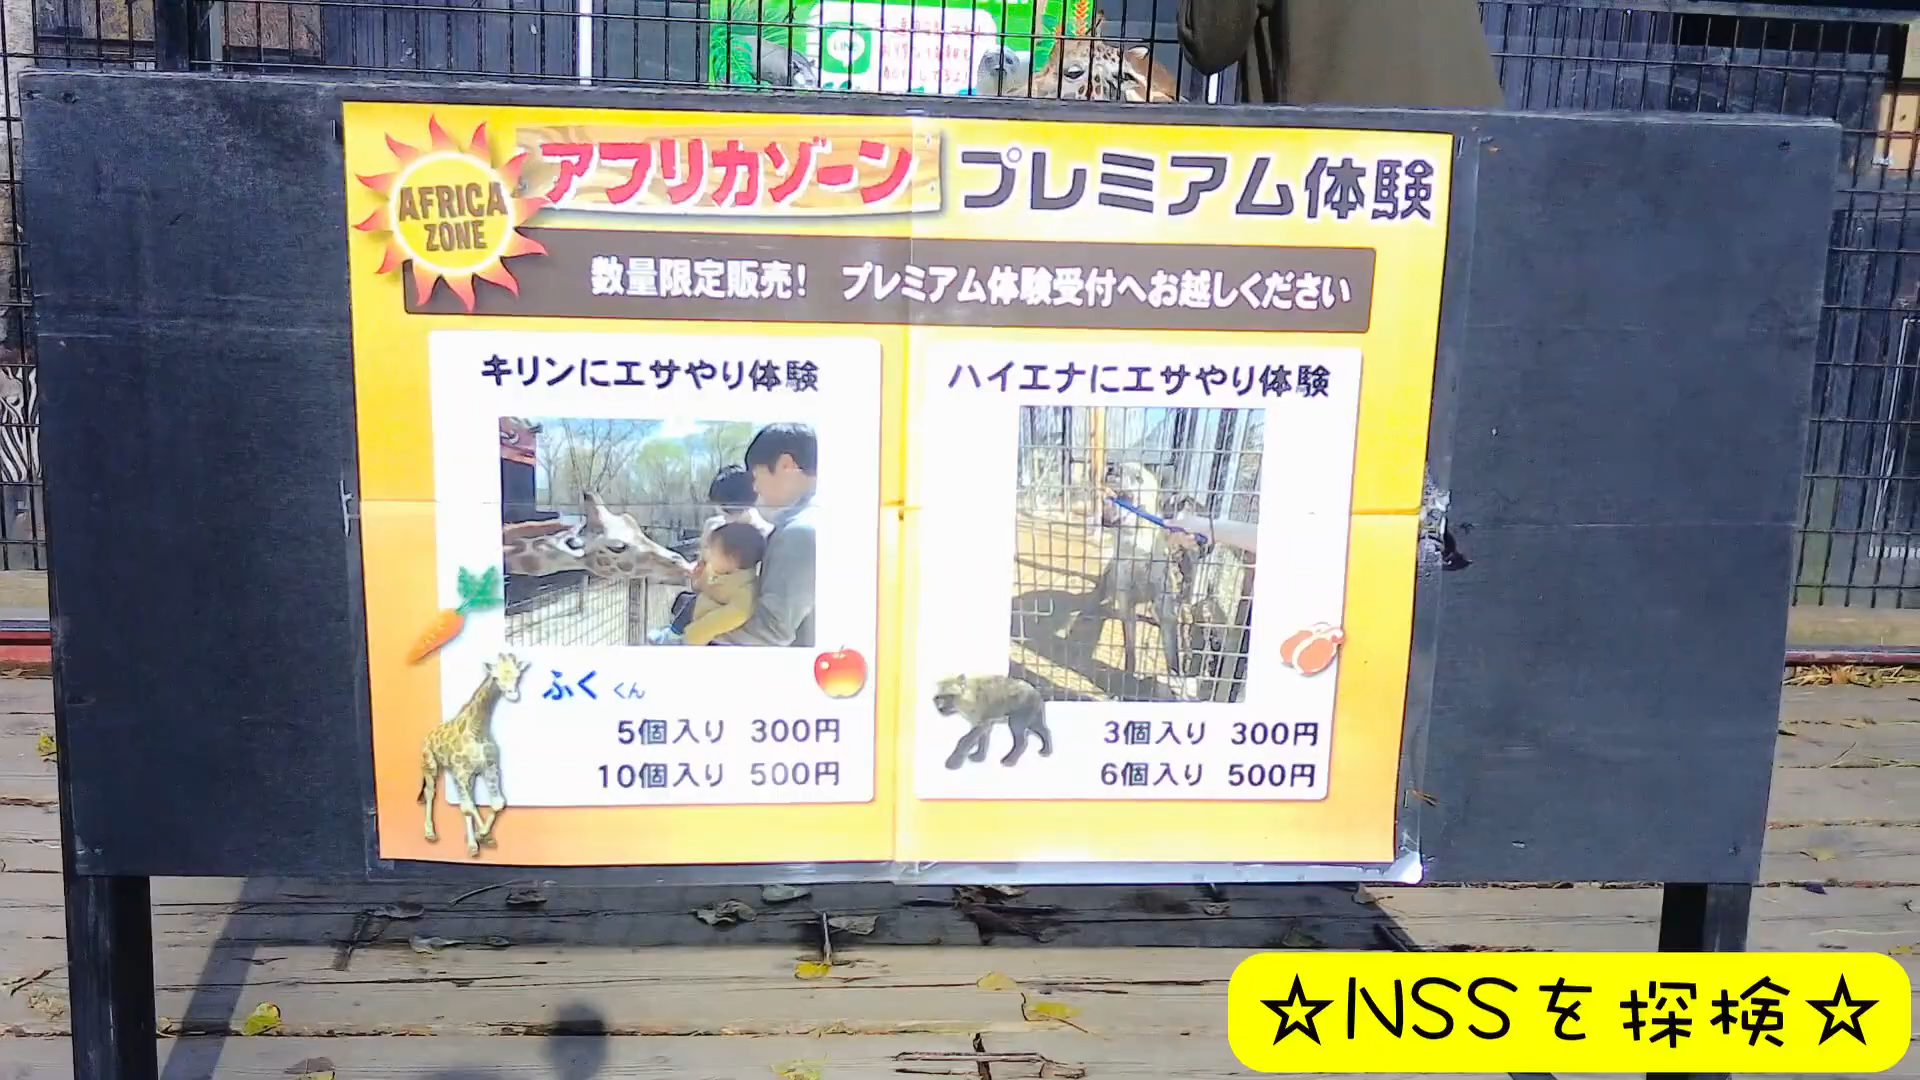 LINE
AFRICA
ZONE
アフリカゾーン プレミアム体験
数量限定販売! プレミアム体験受付へお越しください
キリンにエサやり体験
ふく くん
5個入り 300円
10個入り 500円
ハイエナにエサやり体験
3個入り 300円
6個入り 500円
☆NSSを探検☆